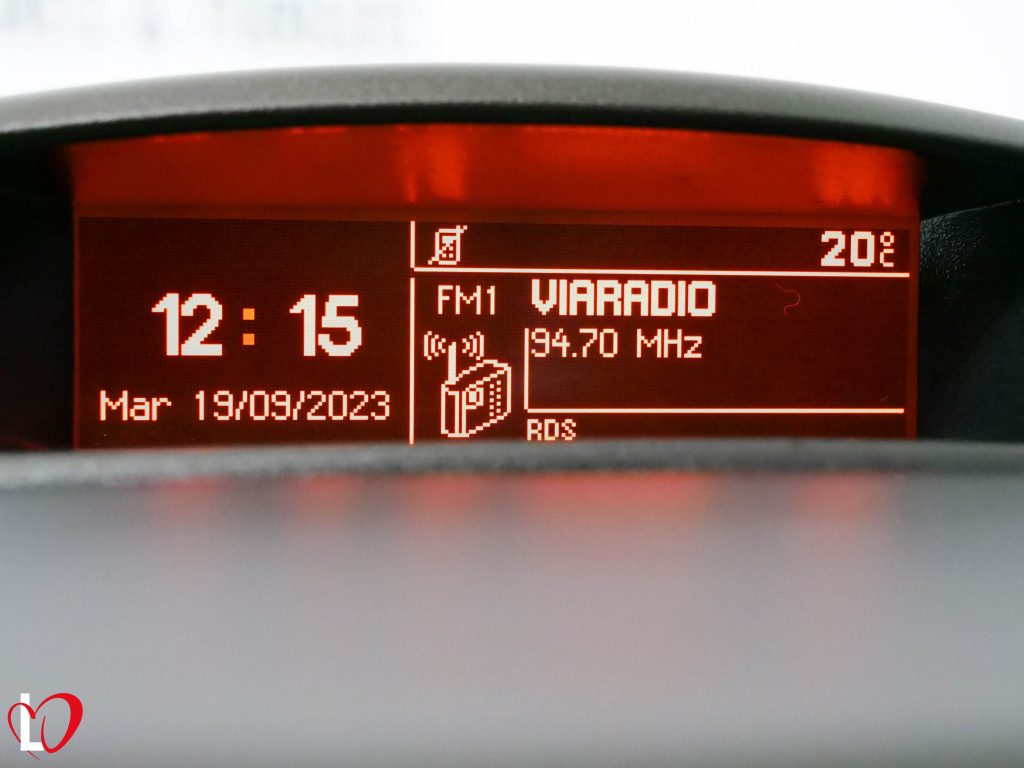 20°C
12:15
FM1 VIARADIO
94.70 MHz
Mar 19/09/2023
RDS
L